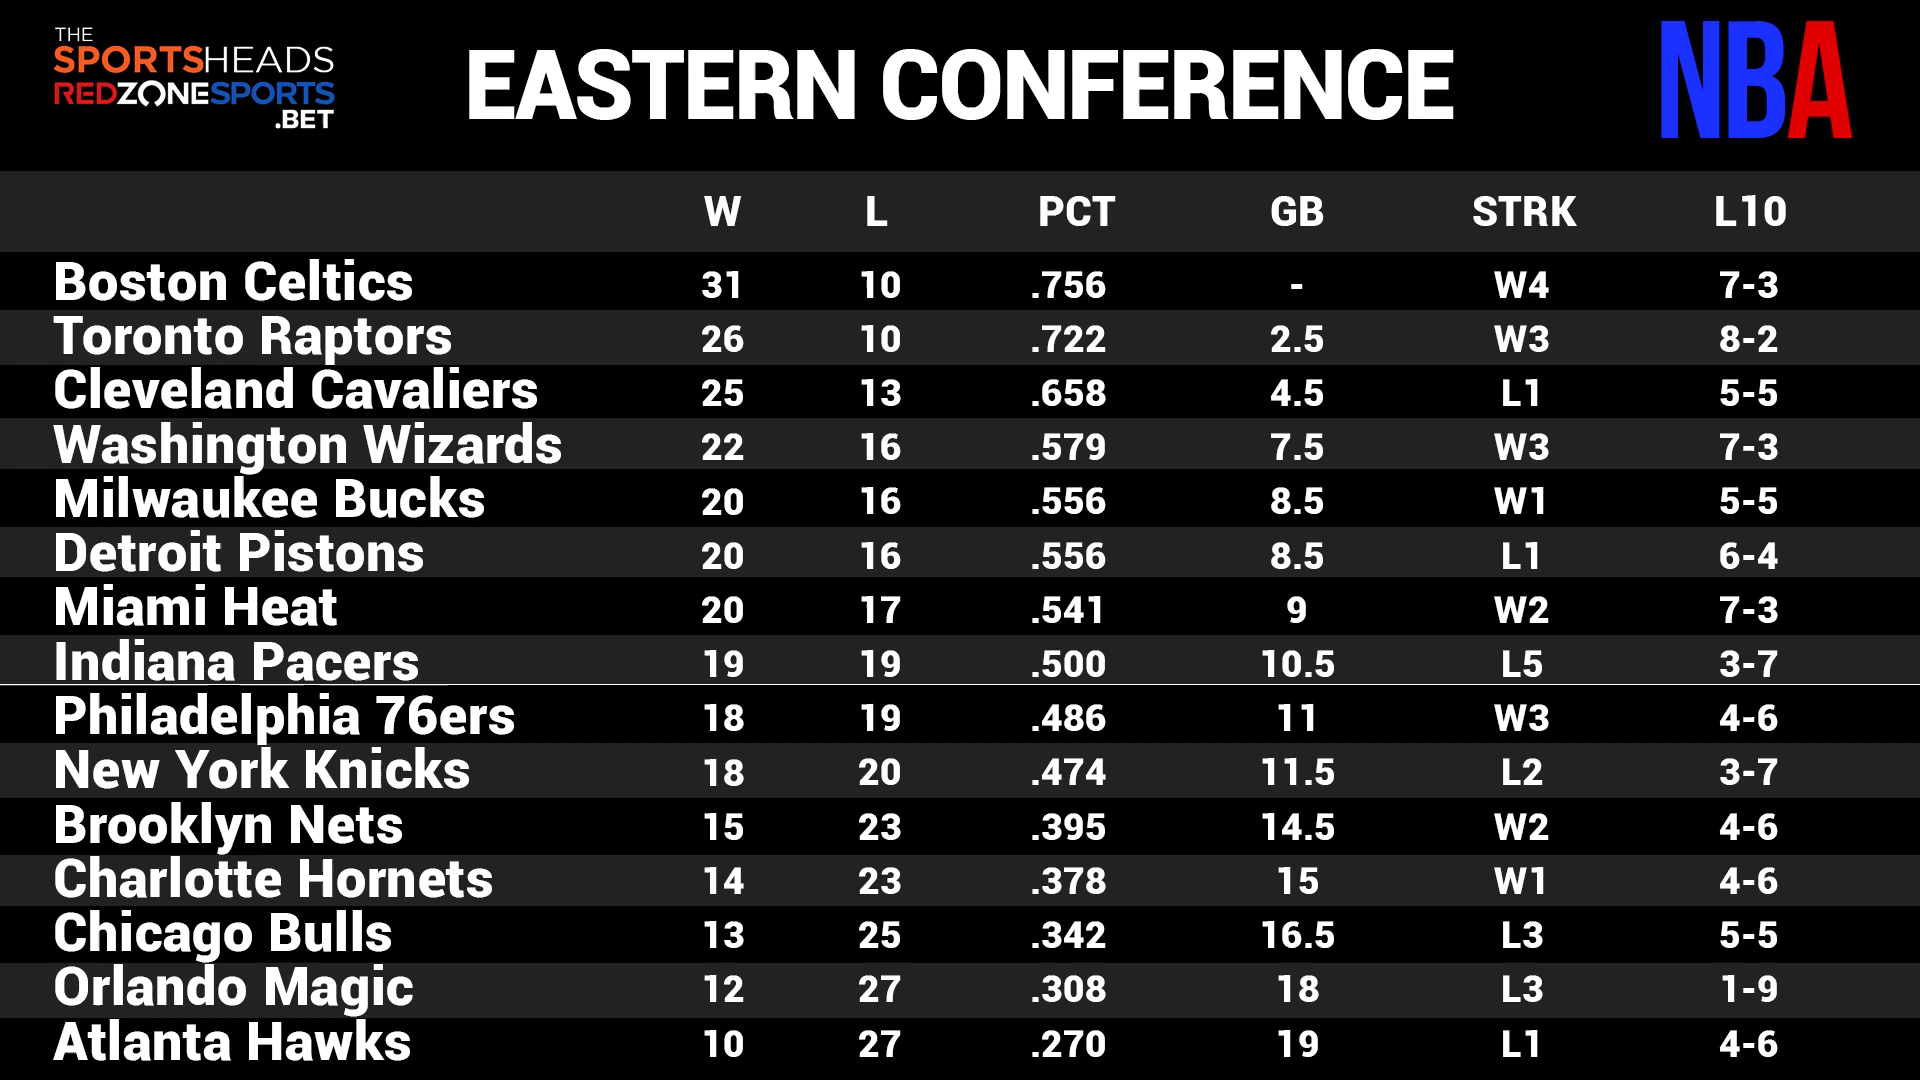 THE
SPORTSHEADS
REDZONESPORTS
.BET
EASTERN CONFERENCE
NBA
W L PCT GB STRK L10
Boston Celtics 31 10 .756 - W4 7-3
Toronto Raptors 26 10 .722 2.5 W3 8-2
Cleveland Cavaliers 25 13 .658 4.5 L1 5-5
Washington Wizards 22 16 .579 7.5 W3 7-3
Milwaukee Bucks 20 16 .556 8.5 W1 5-5
Detroit Pistons 20 16 .556 8.5 L1 6-4
Miami Heat 20 17 .541 9 W2 7-3
Indiana Pacers 19 19 .500 10.5 L5 3-7
Philadelphia 76ers 18 19 .486 11 W3 4-6
New York Knicks 18 20 .474 11.5 L2 3-7
Brooklyn Nets 15 23 .395 14.5 W2 4-6
Charlotte Hornets 14 23 .378 15 W1 4-6
Chicago Bulls 13 25 .342 16.5 L3 5-5
Orlando Magic 12 27 .308 18 L3 1-9
Atlanta Hawks 10 27 .270 19 L1 4-6